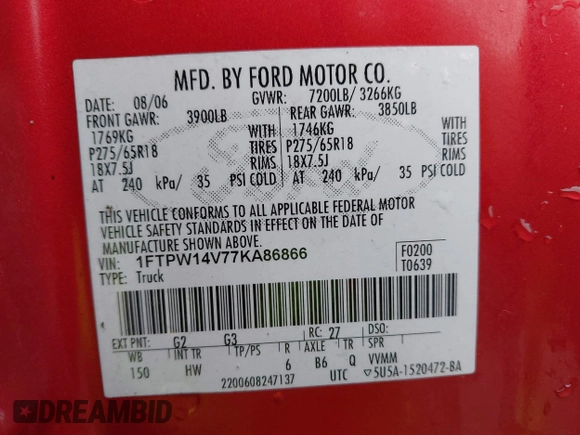 MFD. BY FORD MOTOR CO.
DATE: 08/06 GVWR: 7200LB/ 3266KG
FRONT GAWR: 3900LB REAR GAWR: 3850LB
1769KG WITH 1746KG WITH
P275/65R18 TIRES P275/65R18 TIRES
18X7.5J RIMS 18X7.5J RIMS
AT 240 kPa/ 35 PSI COLD AT 240 kPa/ 35 PSI COLD
THIS VEHICLE CONFORMS TO ALL APPLICABLE FEDERAL MOTOR
VEHICLE SAFETY STANDARDS IN EFFECT ON THE DATE OF
MANUFACTURE SHOWN ABOVE.
VIN: 1FTPW14V77KA86866 F0200
TYPE: Truck T0639
EXT PNT: G2 G3 RC: 27 DSO:
WB INT TR TP/PS R AXLE TR SPR
150 HW 6 B6 Q VVMM
2200608247137 UTC 5U5A-1520472-BA
Ford
DREAMBID